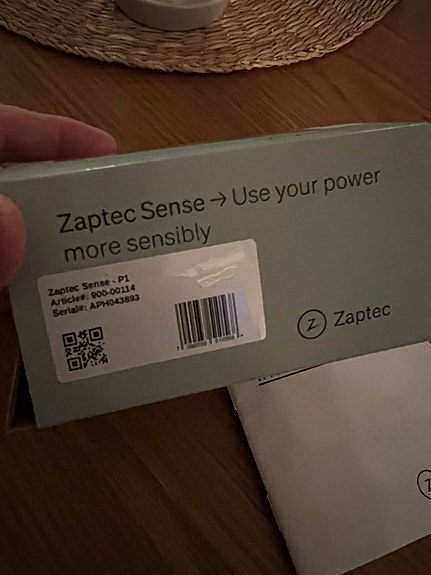 Zaptec Sense → Use your power
more sensibly
Zaptec Sense - P1
Article#: 900-00114
Serial#: APH043893
Zaptec